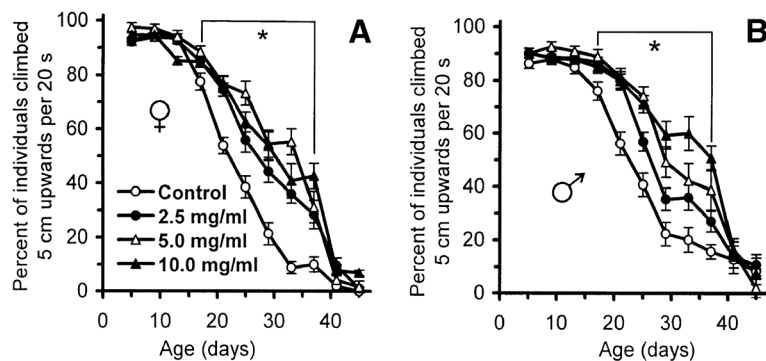 A
B
Percent of individuals climbed
5 cm upwards per 20 s
100
80
60
40
20
0
*
♀
Control
2.5 mg/ml
5.0 mg/ml
10.0 mg/ml
0 10 20 30 40
Age (days)
Percent of individuals climbed
5 cm upwards per 20 s
100
80
60
40
20
0
*
♂
0 10 20 30 40 50
Age (days)